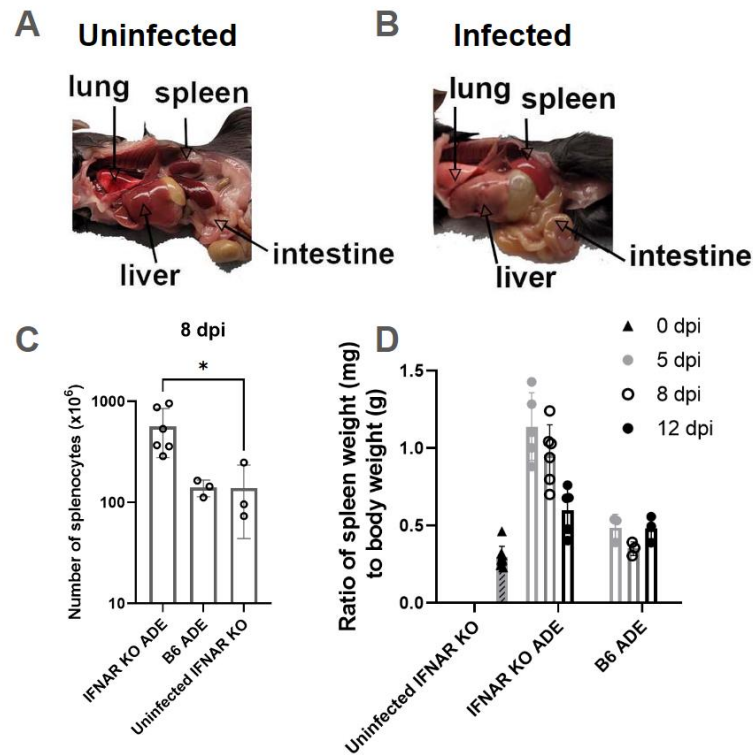 A
Uninfected
lung
spleen
liver
intestine
B
Infected
lung
spleen
liver
intestine
C
8 dpi
*
Number of splenocytes (x10⁶)
1000
100
10
IFNAR KO ADE
B6 ADE
Uninfected IFNAR KO
D
0 dpi
5 dpi
8 dpi
12 dpi
Ratio of spleen weight (mg)
to body weight (g)
1.5
1.0
0.5
0.0
Uninfected IFNAR KO
IFNAR KO ADE
B6 ADE